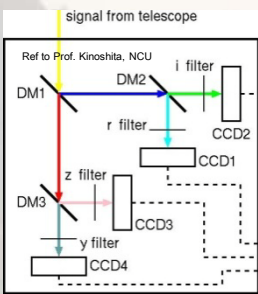 signal from telescope
Ref to Prof. Kinoshita, NCU
DM1
DM2
i filter
CCD2
r filter
CCD1
z filter
DM3
CCD3
y filter
CCD4